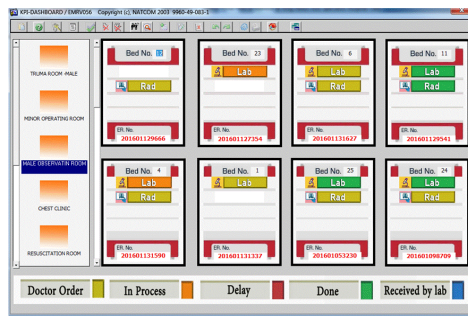 KPI-DASHBOARD / EMRV056 Copyright (c), NATCOM 2003 9960-49-083-1
TRUMA ROOM -MALE
MINOR OPERATING ROOM
MALE OBSERVATIN ROOM
CHEST CLINIC
RESUSCITATION ROOM
Bed No. 12
Rad
ER. No.
201601129666
Bed No. 23
Lab
ER. No.
201601127354
Bed No. 6
Lab
Rad
ER. No.
201601131627
Bed No. 11
Lab
Rad
ER. No.
201601129541
Bed No. 4
Lab
Rad
ER. No.
201601131590
Bed No. 1
Lab
ER. No.
201601131337
Bed No. 25
Lab
Rad
ER. No.
201601053230
Bed No. 24
Lab
Rad
ER. No.
201601098709
Doctor Order
In Process
Delay
Done
Received by lab